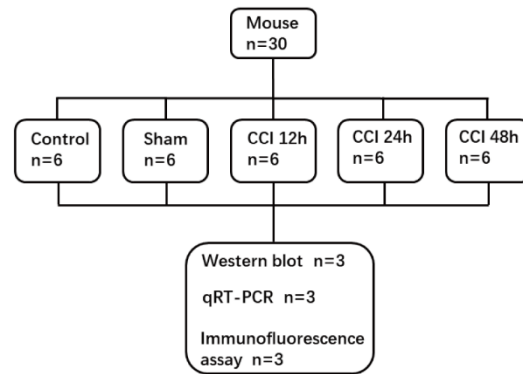 Mouse
n=30
Control
n=6
Sham
n=6
CCI 12h
n=6
CCI 24h
n=6
CCI 48h
n=6
Western blot n=3
qRT-PCR n=3
Immunofluorescence
assay n=3